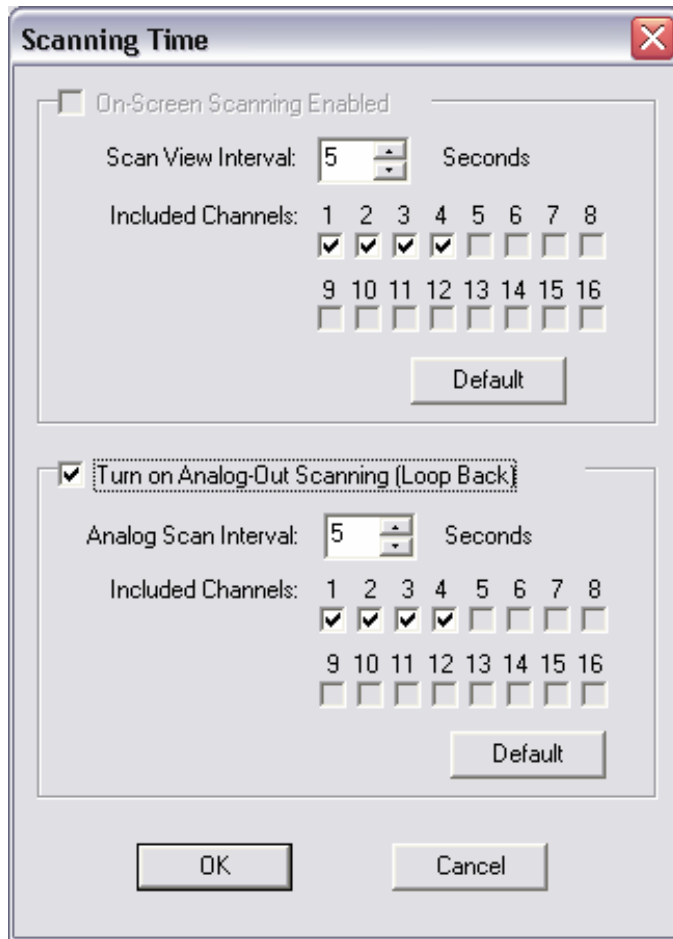 Scanning Time
On-Screen Scanning Enabled
Scan View Interval: 5 Seconds
Included Channels: 1 2 3 4 5 6 7 8
9 10 11 12 13 14 15 16
Default
Turn on Analog-Out Scanning (Loop Back)
Analog Scan Interval: 5 Seconds
Included Channels: 1 2 3 4 5 6 7 8
9 10 11 12 13 14 15 16
Default
OK Cancel